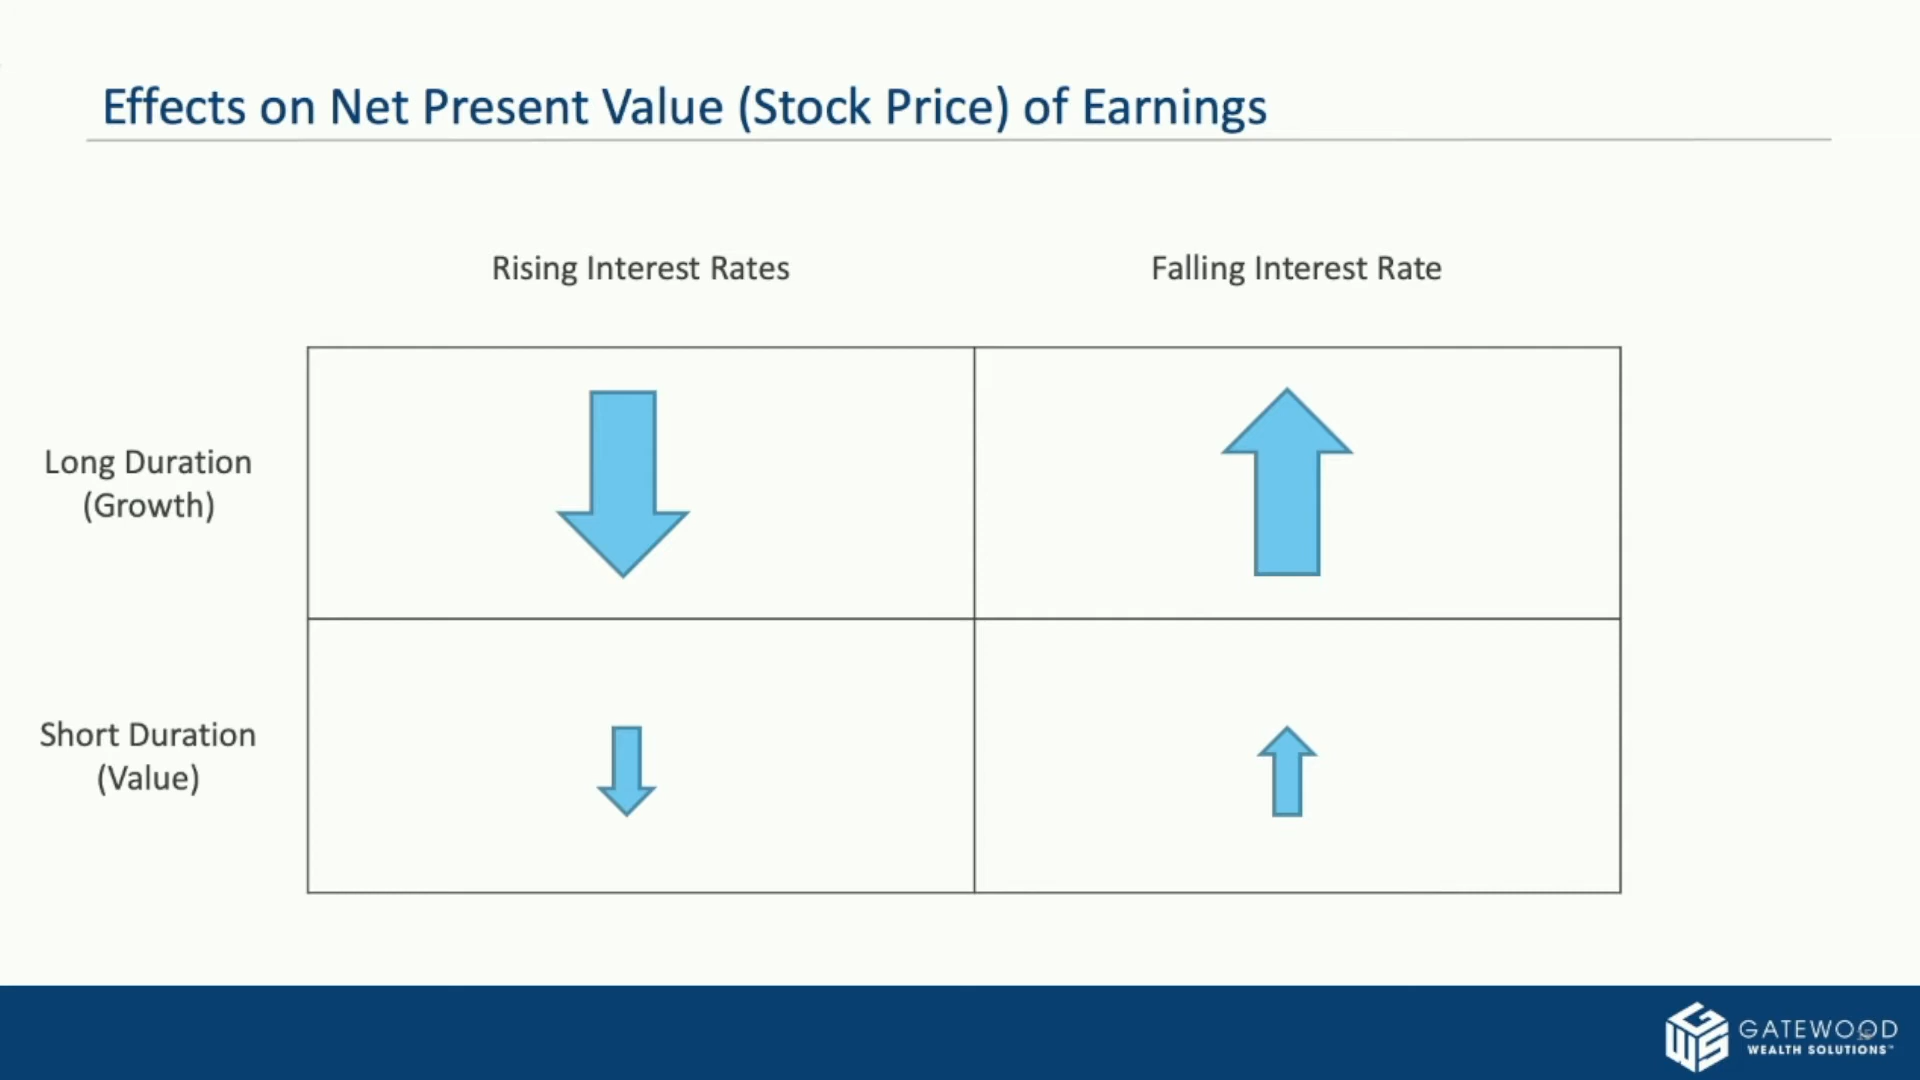 Effects on Net Present Value (Stock Price) of Earnings
Rising Interest Rates
Falling Interest Rate
Long Duration
(Growth)
Short Duration
(Value)
GATEWOOD
WEALTH SOLUTIONS™